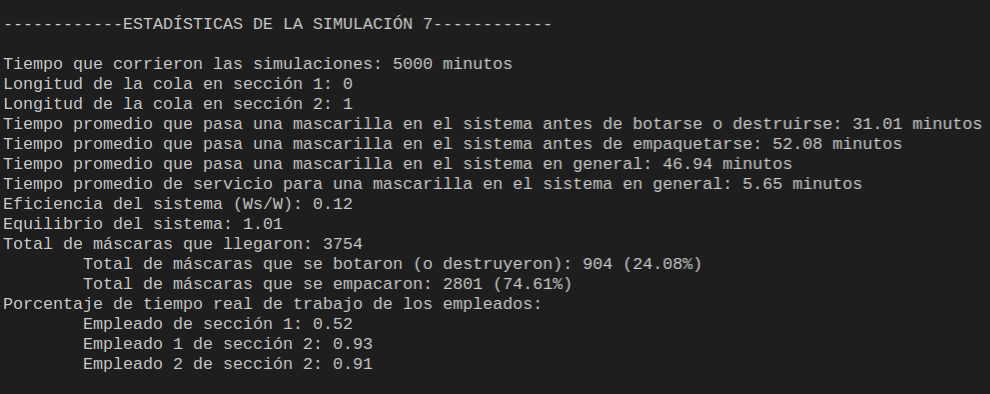 ------------ESTADÍSTICAS DE LA SIMULACIÓN 7------------
Tiempo que corrieron las simulaciones: 5000 minutos
Longitud de la cola en sección 1: 0
Longitud de la cola en sección 2: 1
Tiempo promedio que pasa una mascarilla en el sistema antes de botarse o destruirse: 31.01 minutos
Tiempo promedio que pasa una mascarilla en el sistema antes de empaquetarse: 52.08 minutos
Tiempo promedio que pasa una mascarilla en el sistema en general: 46.94 minutos
Tiempo promedio de servicio para una mascarilla en el sistema en general: 5.65 minutos
Eficiencia del sistema (Ws/W): 0.12
Equilibrio del sistema: 1.01
Total de máscaras que llegaron: 3754
        Total de máscaras que se botaron (o destruyeron): 904 (24.08%)
        Total de máscaras que se empacaron: 2801 (74.61%)
Porcentaje de tiempo real de trabajo de los empleados:
        Empleado de sección 1: 0.52
        Empleado 1 de sección 2: 0.93
        Empleado 2 de sección 2: 0.91